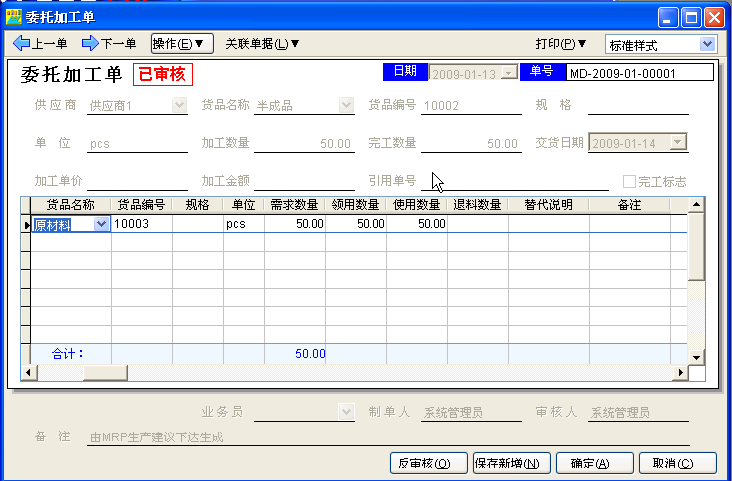 委托加工单
上一单 下一单 操作(E)▼ 关联单据(L)▼ 打印(P)▼ 标准样式
委托加工单 已审核 日期 2009-01-13 单号 MD-2009-01-00001
供应商 供应商1 货品名称 半成品 货品编号 10002 规 格
单 位 pcs 加工数量 50.00 完工数量 50.00 交货日期 2009-01-14
加工单价 加工金额 引用单号 完工标志
货品名称 货品编号 规格 单位 需求数量 领用数量 使用数量 退料数量 替代说明 备注
原材料 10003 pcs 50.00 50.00 50.00
合计： 50.00
业务员 制单人 系统管理员 审核人 系统管理员
备 注 由MRP生产建议下达生成
反审核(O) 保存新增(N) 确定(A) 取消(C)